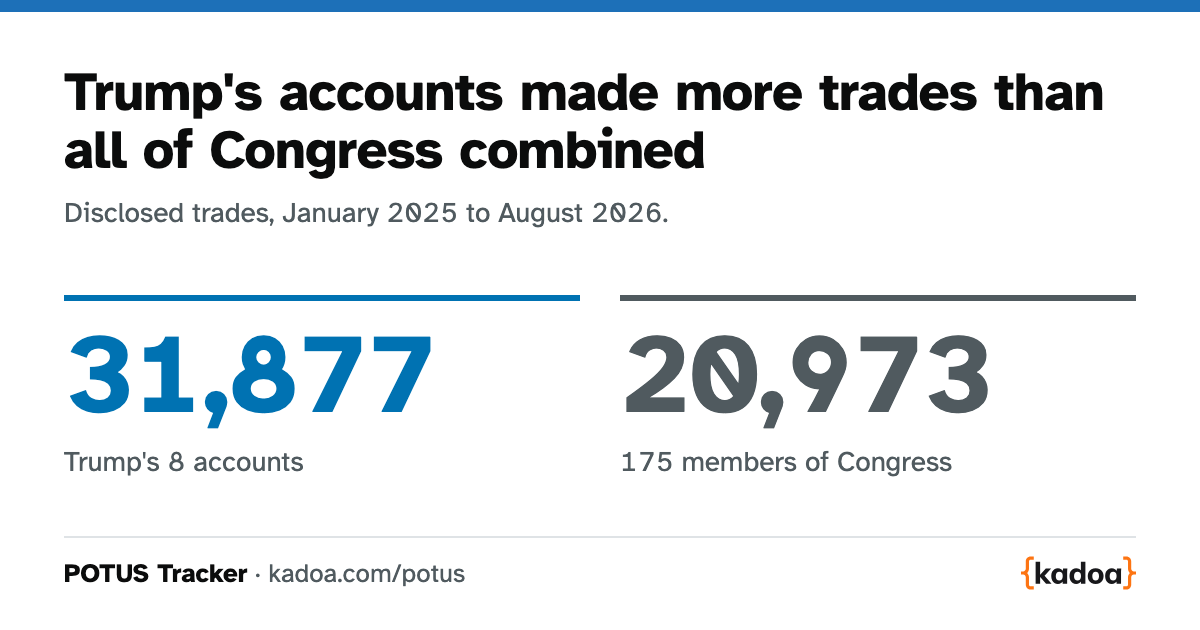 Trump's accounts made more trades than
all of Congress combined
Disclosed trades, January 2025 to August 2026.
31,877
20,973
Trump's 8 accounts
175 members of Congress
POTUS Tracker · kadoa.com/potus
{kadoa}